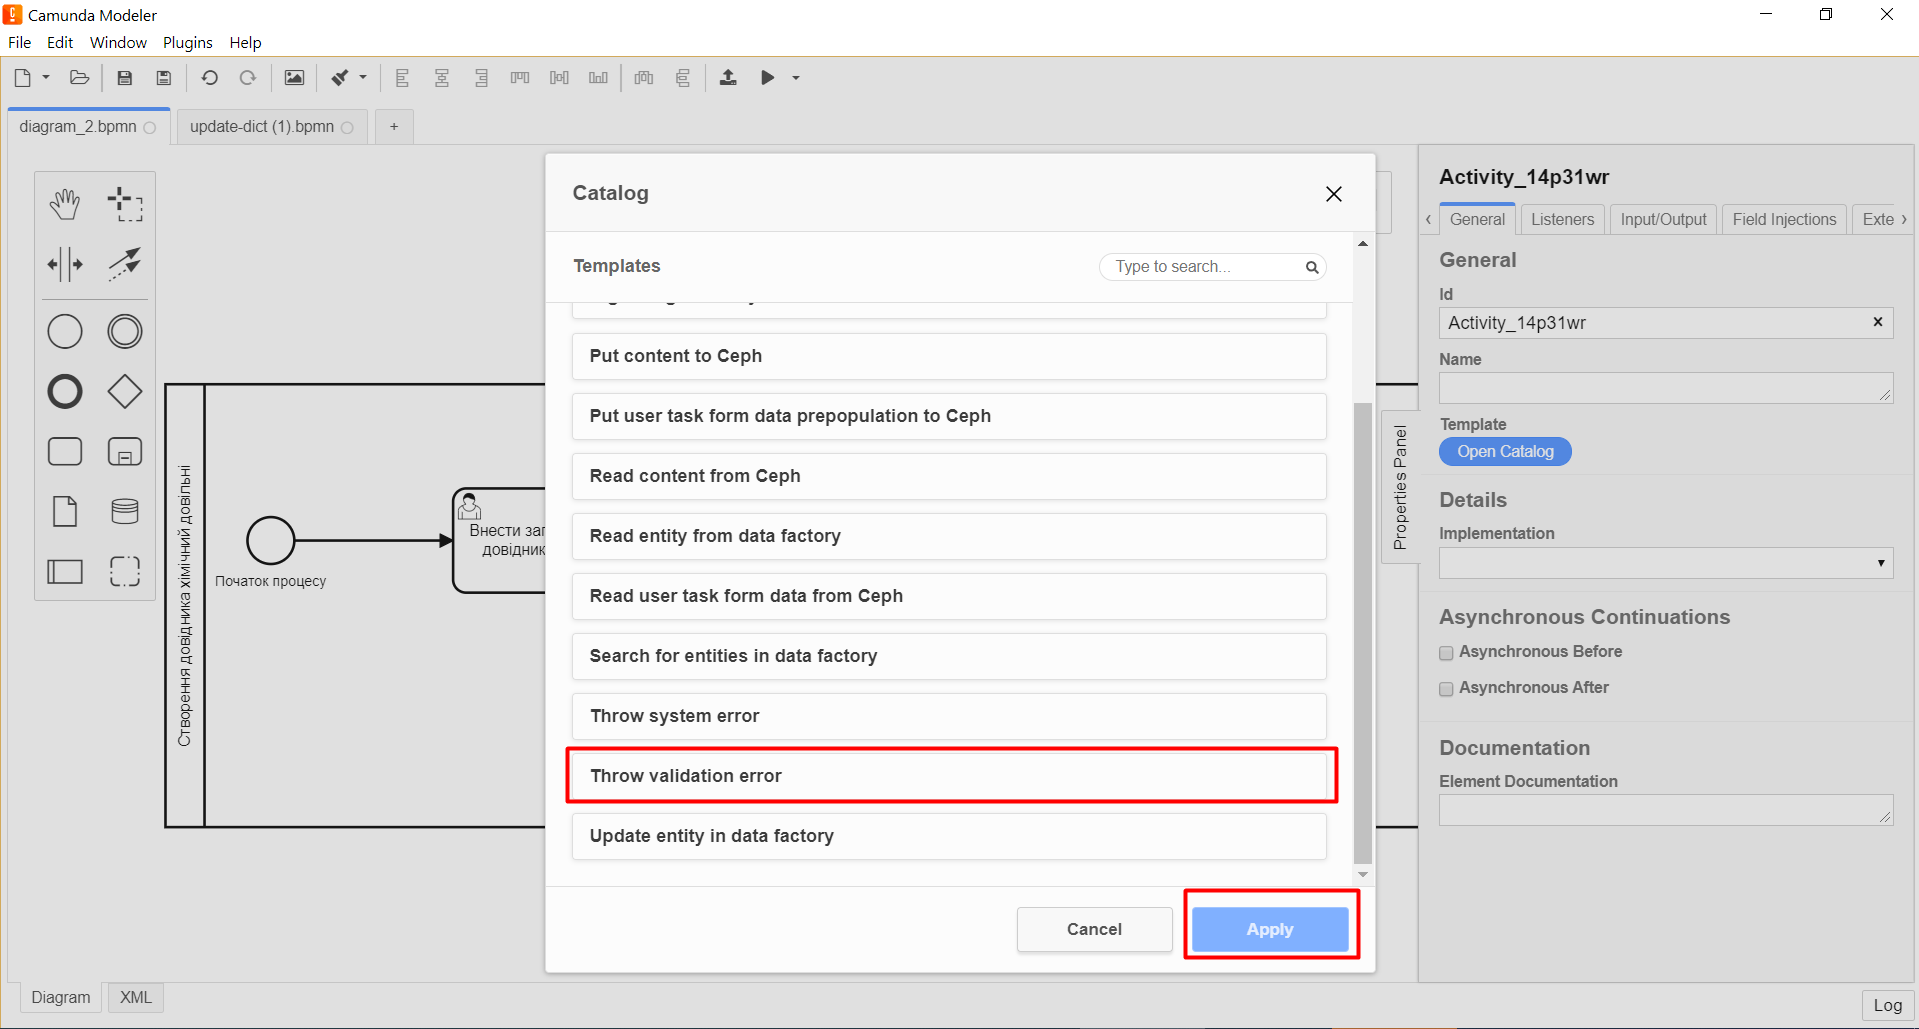 Camunda Modeler
File Edit Window Plugins Help
diagram_2.bpmn
update-dict (1).bpmn
+
Створення довідника хімічний довільні
Початок процесу
Внести
довідник
Catalog
Templates
Type to search...
Put content to Ceph
Put user task form data prepopulation to Ceph
Read content from Ceph
Read entity from data factory
Read user task form data from Ceph
Search for entities in data factory
Throw system error
Throw validation error
Update entity in data factory
Cancel
Apply
Properties Panel
Activity_14p31wr
General Listeners Input/Output Field Injections Exte
General
Id
Activity_14p31wr
Name
Template
Open Catalog
Details
Implementation
Asynchronous Continuations
Asynchronous Before
Asynchronous After
Documentation
Element Documentation
Diagram
XML
Log